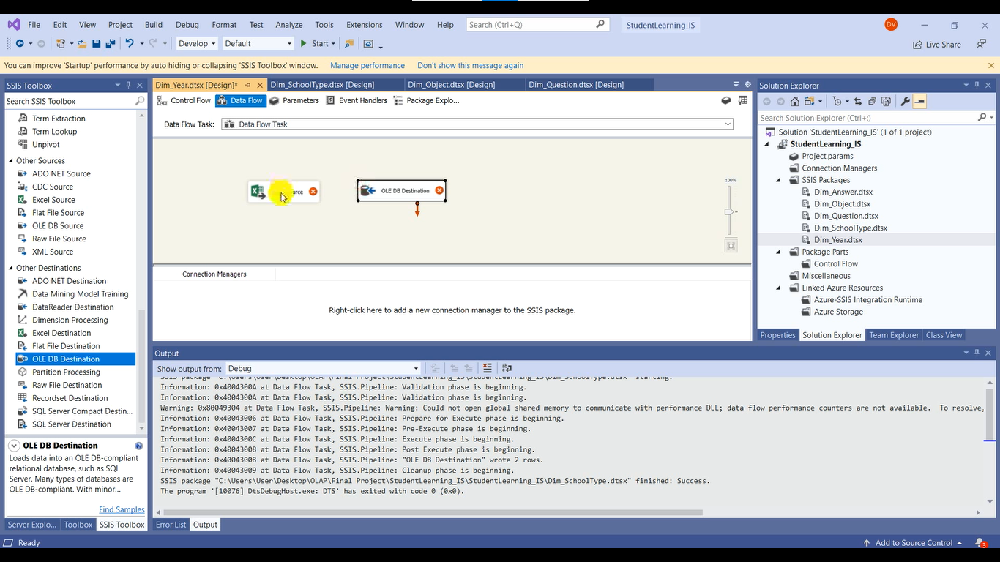 File Edit View Project Build Debug Format Test Analyze Tools Extensions Window Help Search (Ctrl+Q) StudentLearning_IS DV
Develop Default Start Live Share
You can improve 'Startup' performance by auto hiding or collapsing 'SSIS Toolbox' window. Manage performance Don't show this message again
SSIS Toolbox
Search SSIS Toolbox
Term Extraction
Term Lookup
Unpivot
Other Sources
ADO NET Source
CDC Source
Excel Source
Flat File Source
OLE DB Source
Raw File Source
XML Source
Other Destinations
ADO NET Destination
Data Mining Model Training
DataReader Destination
Dimension Processing
Excel Destination
Flat File Destination
OLE DB Destination
Partition Processing
Raw File Destination
Recordset Destination
SQL Server Compact Destin...
SQL Server Destination
OLE DB Destination
Loads data into an OLE DB-compliant
relational database, such as SQL
Server. Many types of databases are
OLE DB-compliant. With minor...
Find Samples
Server Explo... Toolbox SSIS Toolbox
Dim_Year.dtsx [Design]* Dim_SchoolType.dtsx [Design] Dim_Object.dtsx [Design] Dim_Question.dtsx [Design]
Control Flow Data Flow Parameters Event Handlers Package Explo...
Data Flow Task: Data Flow Task
OLE DB Destination
100%
Connection Managers
Right-click here to add a new connection manager to the SSIS package.
Output
Show output from: Debug
SSIS package "C:\Users\User\Desktop\OLAP\Final Project\StudentLearning_IS\StudentLearning_IS\Dim_SchoolType.dtsx" starting.
Information: 0x4004300A at Data Flow Task, SSIS.Pipeline: Validation phase is beginning.
Information: 0x4004300A at Data Flow Task, SSIS.Pipeline: Validation phase is beginning.
Warning: 0x80049304 at Data Flow Task, SSIS.Pipeline: Warning: Could not open global shared memory to communicate with performance DLL; data flow performance counters are not available.  To resolve,
Information: 0x40043006 at Data Flow Task, SSIS.Pipeline: Prepare for Execute phase is beginning.
Information: 0x40043007 at Data Flow Task, SSIS.Pipeline: Pre-Execute phase is beginning.
Information: 0x4004300C at Data Flow Task, SSIS.Pipeline: Execute phase is beginning.
Information: 0x40043008 at Data Flow Task, SSIS.Pipeline: Post Execute phase is beginning.
Information: 0x4004300B at Data Flow Task, SSIS.Pipeline: "OLE DB Destination" wrote 2 rows.
Information: 0x40043009 at Data Flow Task, SSIS.Pipeline: Cleanup phase is beginning.
SSIS package "C:\Users\User\Desktop\OLAP\Final Project\StudentLearning_IS\StudentLearning_IS\Dim_SchoolType.dtsx" finished: Success.
The program '[10076] DtsDebugHost.exe: DTS' has exited with code 0 (0x0).
Error List Output
Solution Explorer
Search Solution Explorer (Ctrl+;)
Solution 'StudentLearning_IS' (1 of 1 project)
StudentLearning_IS
Project.params
Connection Managers
SSIS Packages
Dim_Answer.dtsx
Dim_Object.dtsx
Dim_Question.dtsx
Dim_SchoolType.dtsx
Dim_Year.dtsx
Package Parts
Control Flow
Miscellaneous
Linked Azure Resources
Azure-SSIS Integration Runtime
Azure Storage
Properties Solution Explorer Team Explorer Class View
Ready Add to Source Control 3